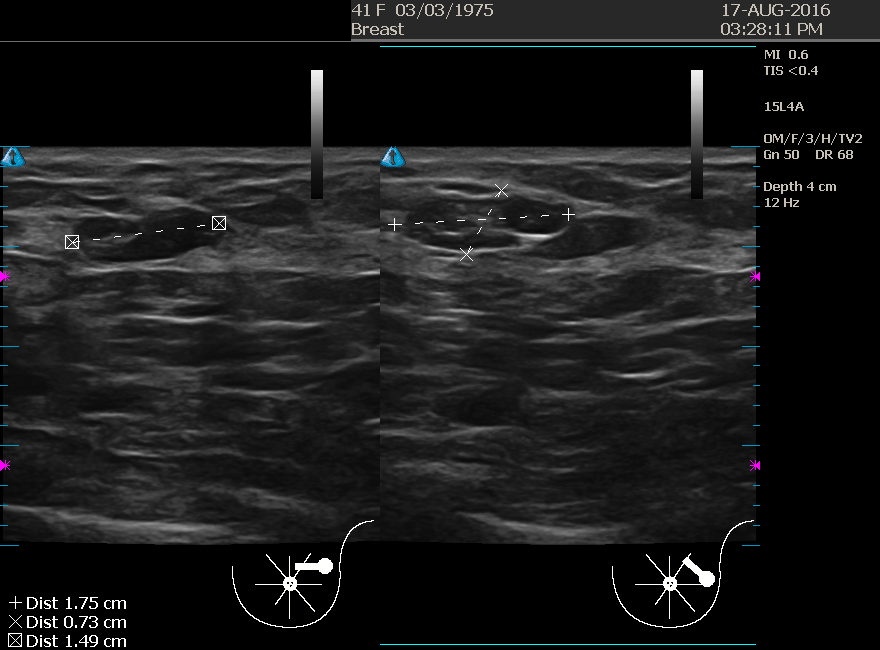 41 F 03/03/1975 17-AUG-2016
Breast 03:28:11 PM
MI 0.6
TIS <0.4
15L4A
OM/F/3/H/TV2
Gn 50 DR 68
Depth 4 cm
12 Hz
Dist 1.75 cm
Dist 0.73 cm
Dist 1.49 cm